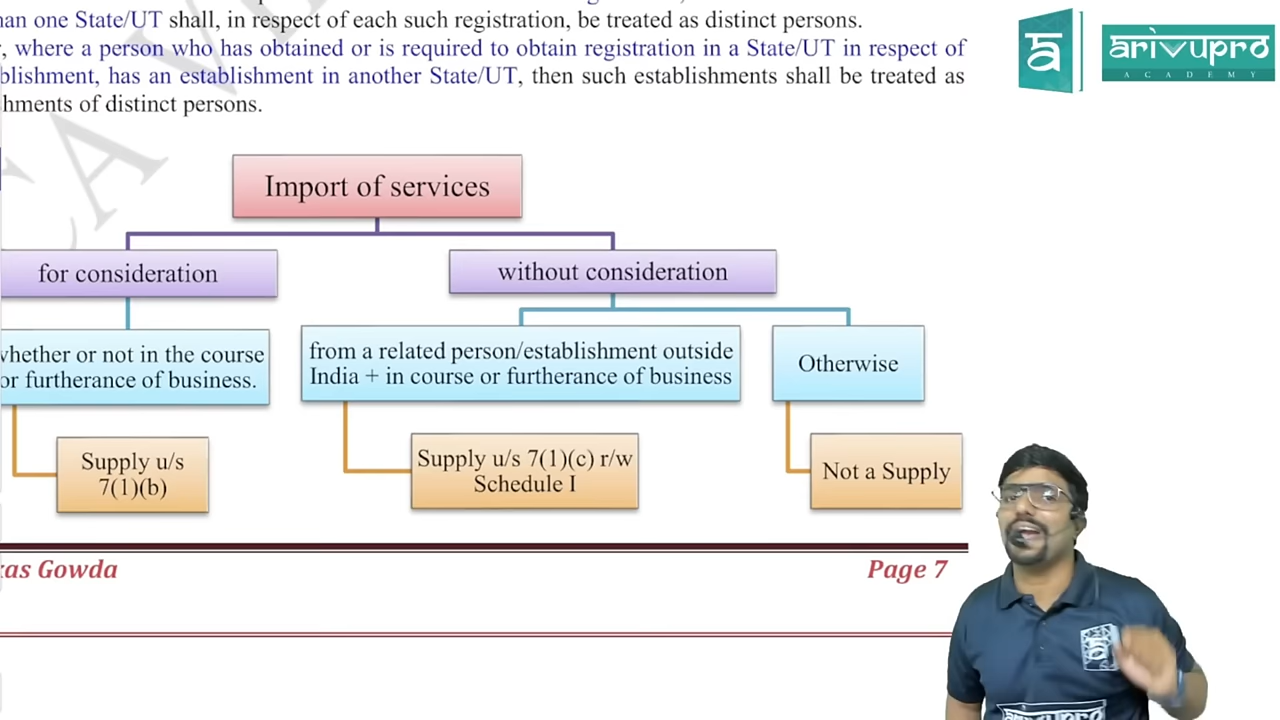 han one State/UT shall, in respect of each such registration, be treated as distinct persons.
, where a person who has obtained or is required to obtain registration in a State/UT in respect of
blishment, has an establishment in another State/UT, then such establishments shall be treated as
hments of distinct persons.
arivupro
ACADEMY
Import of services
for consideration
without consideration
whether or not in the course
or furtherance of business.
from a related person/establishment outside
India + in course or furtherance of business
Otherwise
Supply u/s
7(1)(b)
Supply u/s 7(1)(c) r/w
Schedule I
Not a Supply
kas Gowda
Page 7
arivupro